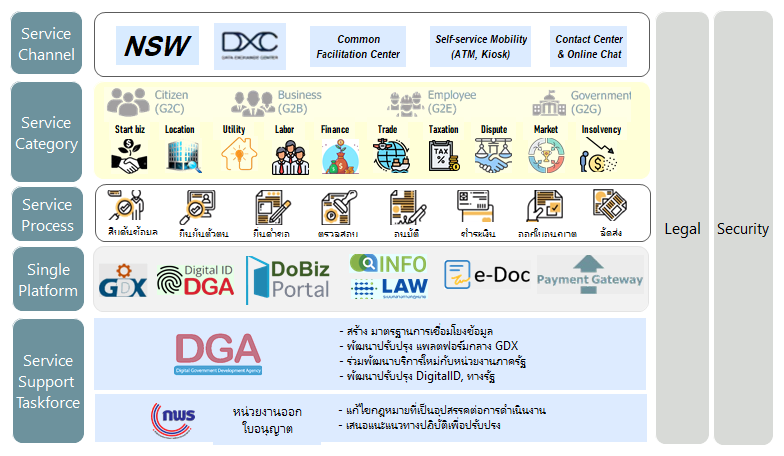 Service
Channel
NSW
DXC
DATA EXCHANGE CENTER
Common
Facilitation Center
Self-service Mobility
(ATM, Kiosk)
Contact Center
& Online Chat
Service
Category
Citizen
(G2C)
Business
(G2B)
Employee
(G2E)
Government
(G2G)
Start biz
Location
Utility
Labor
Finance
Trade
Taxation
Dispute
Market
Insolvency
TAX
%
Service
Process
สืบค้นข้อมูล
ยืนยันตัวตน
ยื่นคำขอ
ตรวจสอบ
อนุมัติ
ชำระเงิน
ออกใบอนุญาต
จัดส่ง
Single
Platform
GDX
Digital ID
DGA
DoBiz
Portal
INFO
LAW
ระบบกลางทางกฎหมาย
e-Doc
Payment Gateway
Service
Support
Taskforce
DGA
Digital Government Development Agency
- สร้าง มาตรฐานการเชื่อมโยงข้อมูล
- พัฒนาปรับปรุง แพลตฟอร์มกลาง GDX
- ร่วมพัฒนาบริการใหม่กับหน่วยงานภาครัฐ
- พัฒนาปรับปรุง DigitalID, ทางรัฐ
กพร
หน่วยงานออก
ใบอนุญาต
- แก้ไขกฎหมายที่เป็นอุปสรรคต่อการดำเนินงาน
- เสนอแนะแนวทางปฏิบัติเพื่อปรับปรุง
Legal
Security